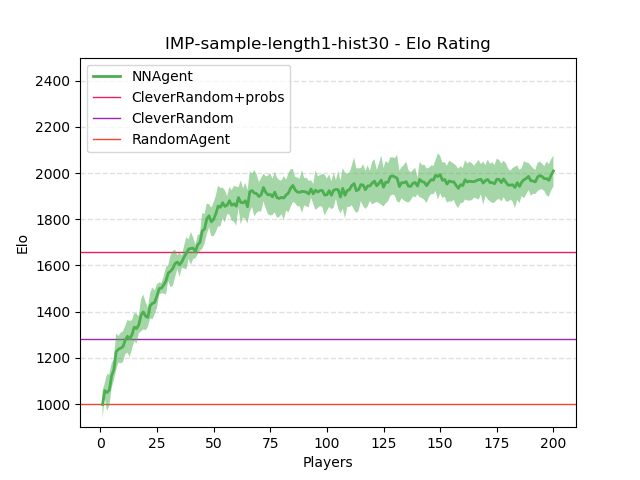 IMP-sample-length1-hist30 - Elo Rating
NNAgent
CleverRandom+probs
CleverRandom
RandomAgent
2400
2200
2000
1800
1600
1400
1200
1000
Elo
0 25 50 75 100 125 150 175 200
Players